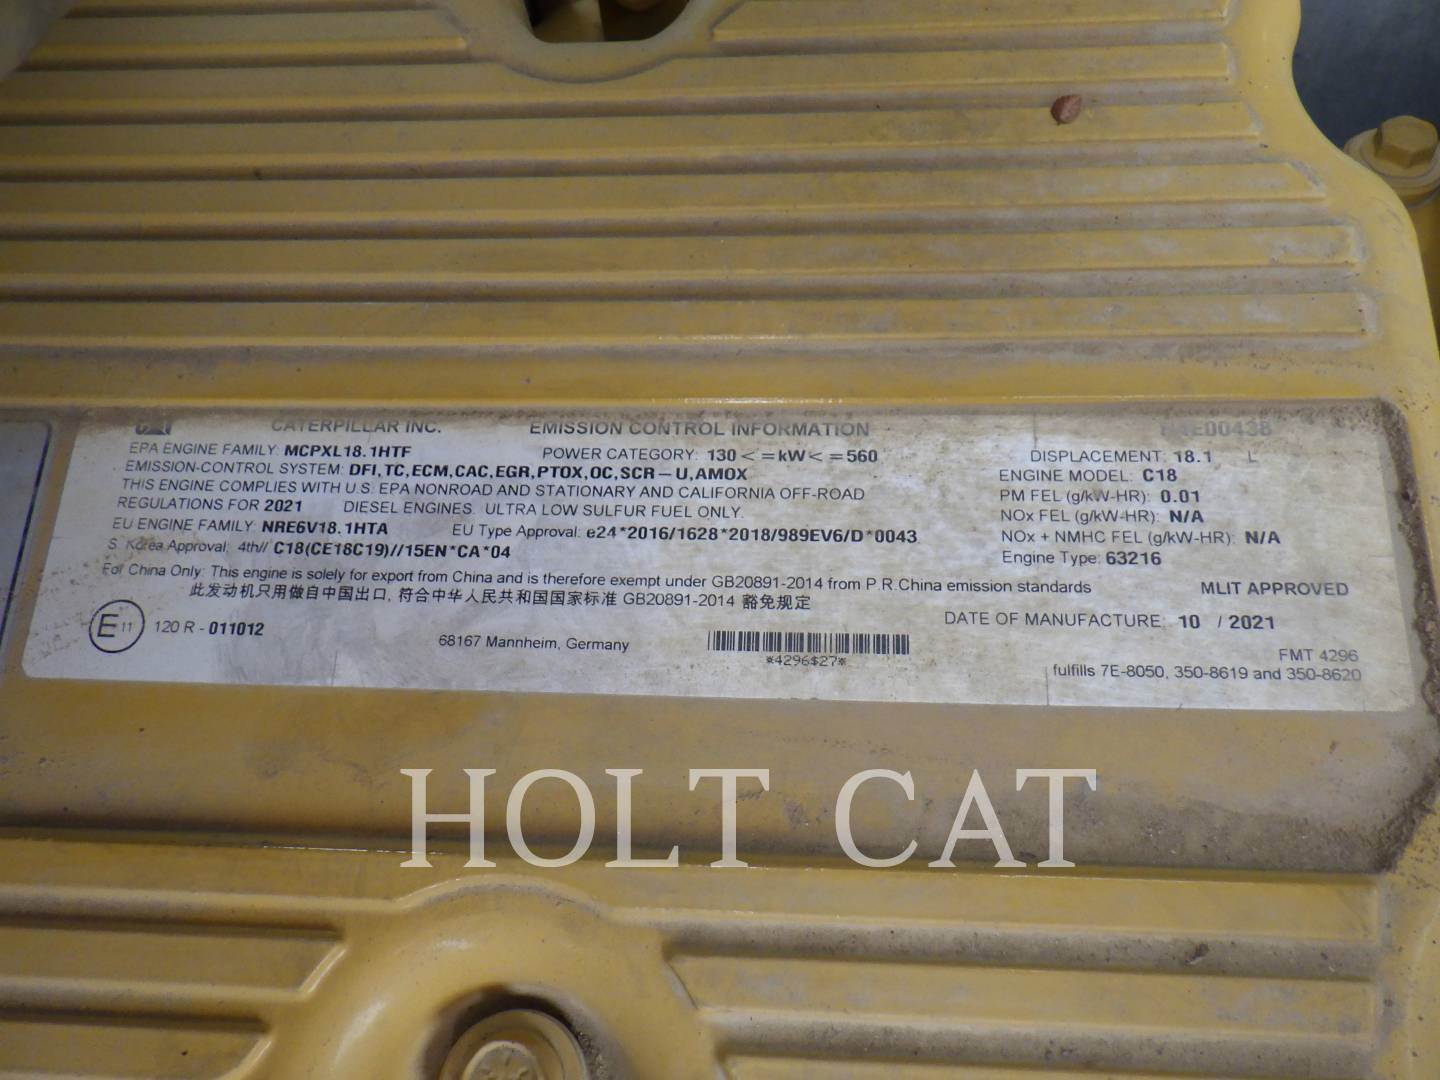 CAT CATERPILLAR INC. EMISSION CONTROL INFORMATION
EPA ENGINE FAMILY: MCPXL18.1HTF POWER CATEGORY: 130<=kW<=560 DISPLACEMENT: 18.1 L
EMISSION-CONTROL SYSTEM: DFI,TC,ECM,CAC,EGR,PTOX,OC,SCR-U,AMOX ENGINE MODEL: C18
THIS ENGINE COMPLIES WITH U.S. EPA NONROAD AND STATIONARY AND CALIFORNIA OFF-ROAD PM FEL (g/kW-HR): 0.01
REGULATIONS FOR 2021 DIESEL ENGINES. ULTRA LOW SULFUR FUEL ONLY. NOx FEL (g/kW-HR): N/A
EU ENGINE FAMILY: NRE6V18.1HTA EU Type Approval: e24*2016/1628*2018/989EV6/D*0043 NOx + NMHC FEL (g/kW-HR): N/A
S. Korea Approval: 4th// C18(CE18C19)//15EN*CA*04 Engine Type: 63216
For China Only: This engine is solely for export from China and is therefore exempt under GB20891-2014 from P.R.China emission standards MLIT APPROVED
此发动机只用做自中国出口, 符合中华人民共和国国家标准 GB20891-2014 豁免规定
E 11 120 R - 011012 DATE OF MANUFACTURE: 10 / 2021
68167 Mannheim, Germany *4296$27* FMT 4296
fulfills 7E-8050, 350-8619 and 350-8620
HOLT CAT